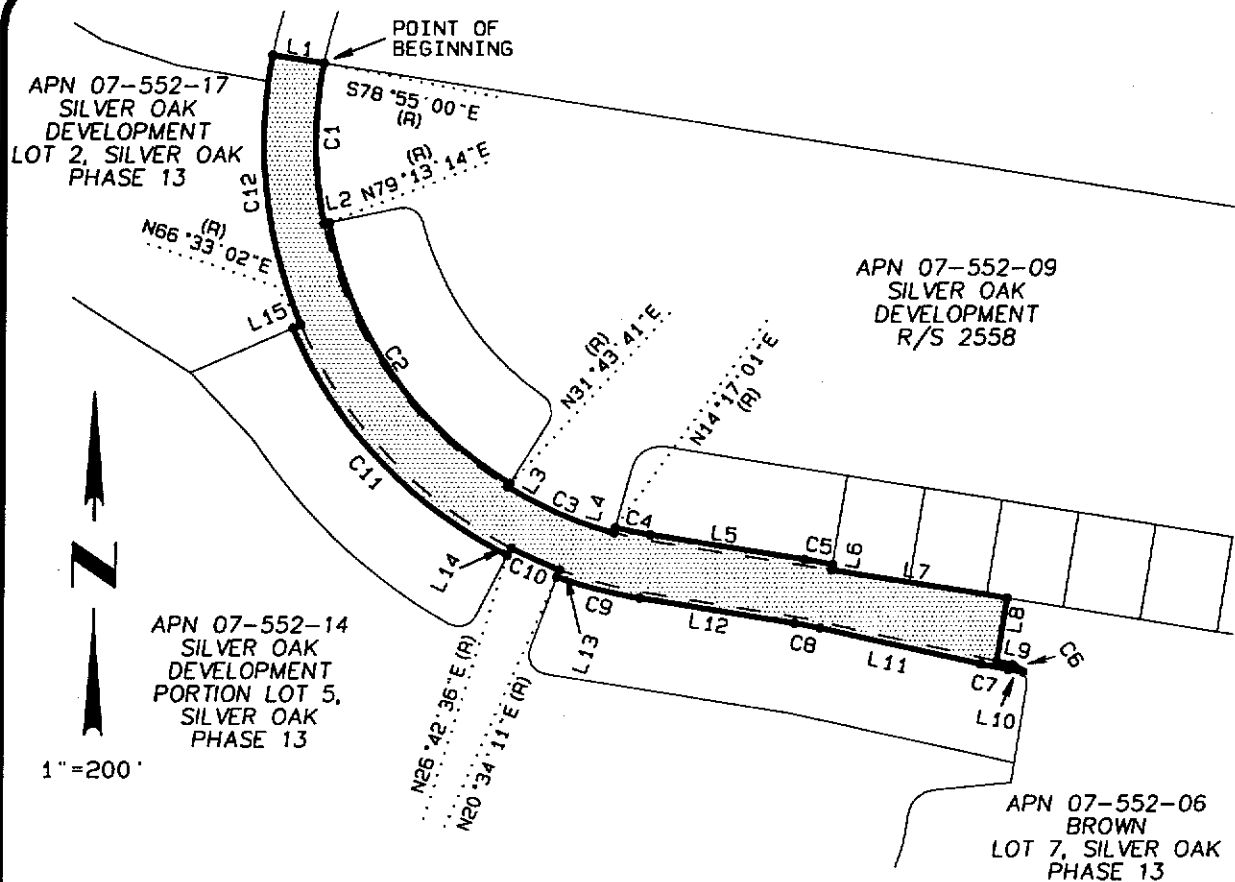 POINT OF
BEGINNING
L1
APN 07-552-17
SILVER OAK
DEVELOPMENT
LOT 2, SILVER OAK
PHASE 13
S78°55'00"E
(R)
C1
(R)
N79°13'14"E
L2
C12
(R)
N66°33'02"E
L15
APN 07-552-09
SILVER OAK
DEVELOPMENT
R/S 2558
C2
(R)
N31°43'41"E
N14°17'01"E
(R)
C11
L3
C3
L4
C4
L5
C5
L6
L7
L8
L9
C6
L14
C10
C9
L13
L12
C8
L11
C7
L10
N
1"=200'
APN 07-552-14
SILVER OAK
DEVELOPMENT
PORTION LOT 5,
SILVER OAK
PHASE 13
N26°42'36"E (R)
N20°34'11"E (R)
APN 07-552-06
BROWN
LOT 7, SILVER OAK
PHASE 13